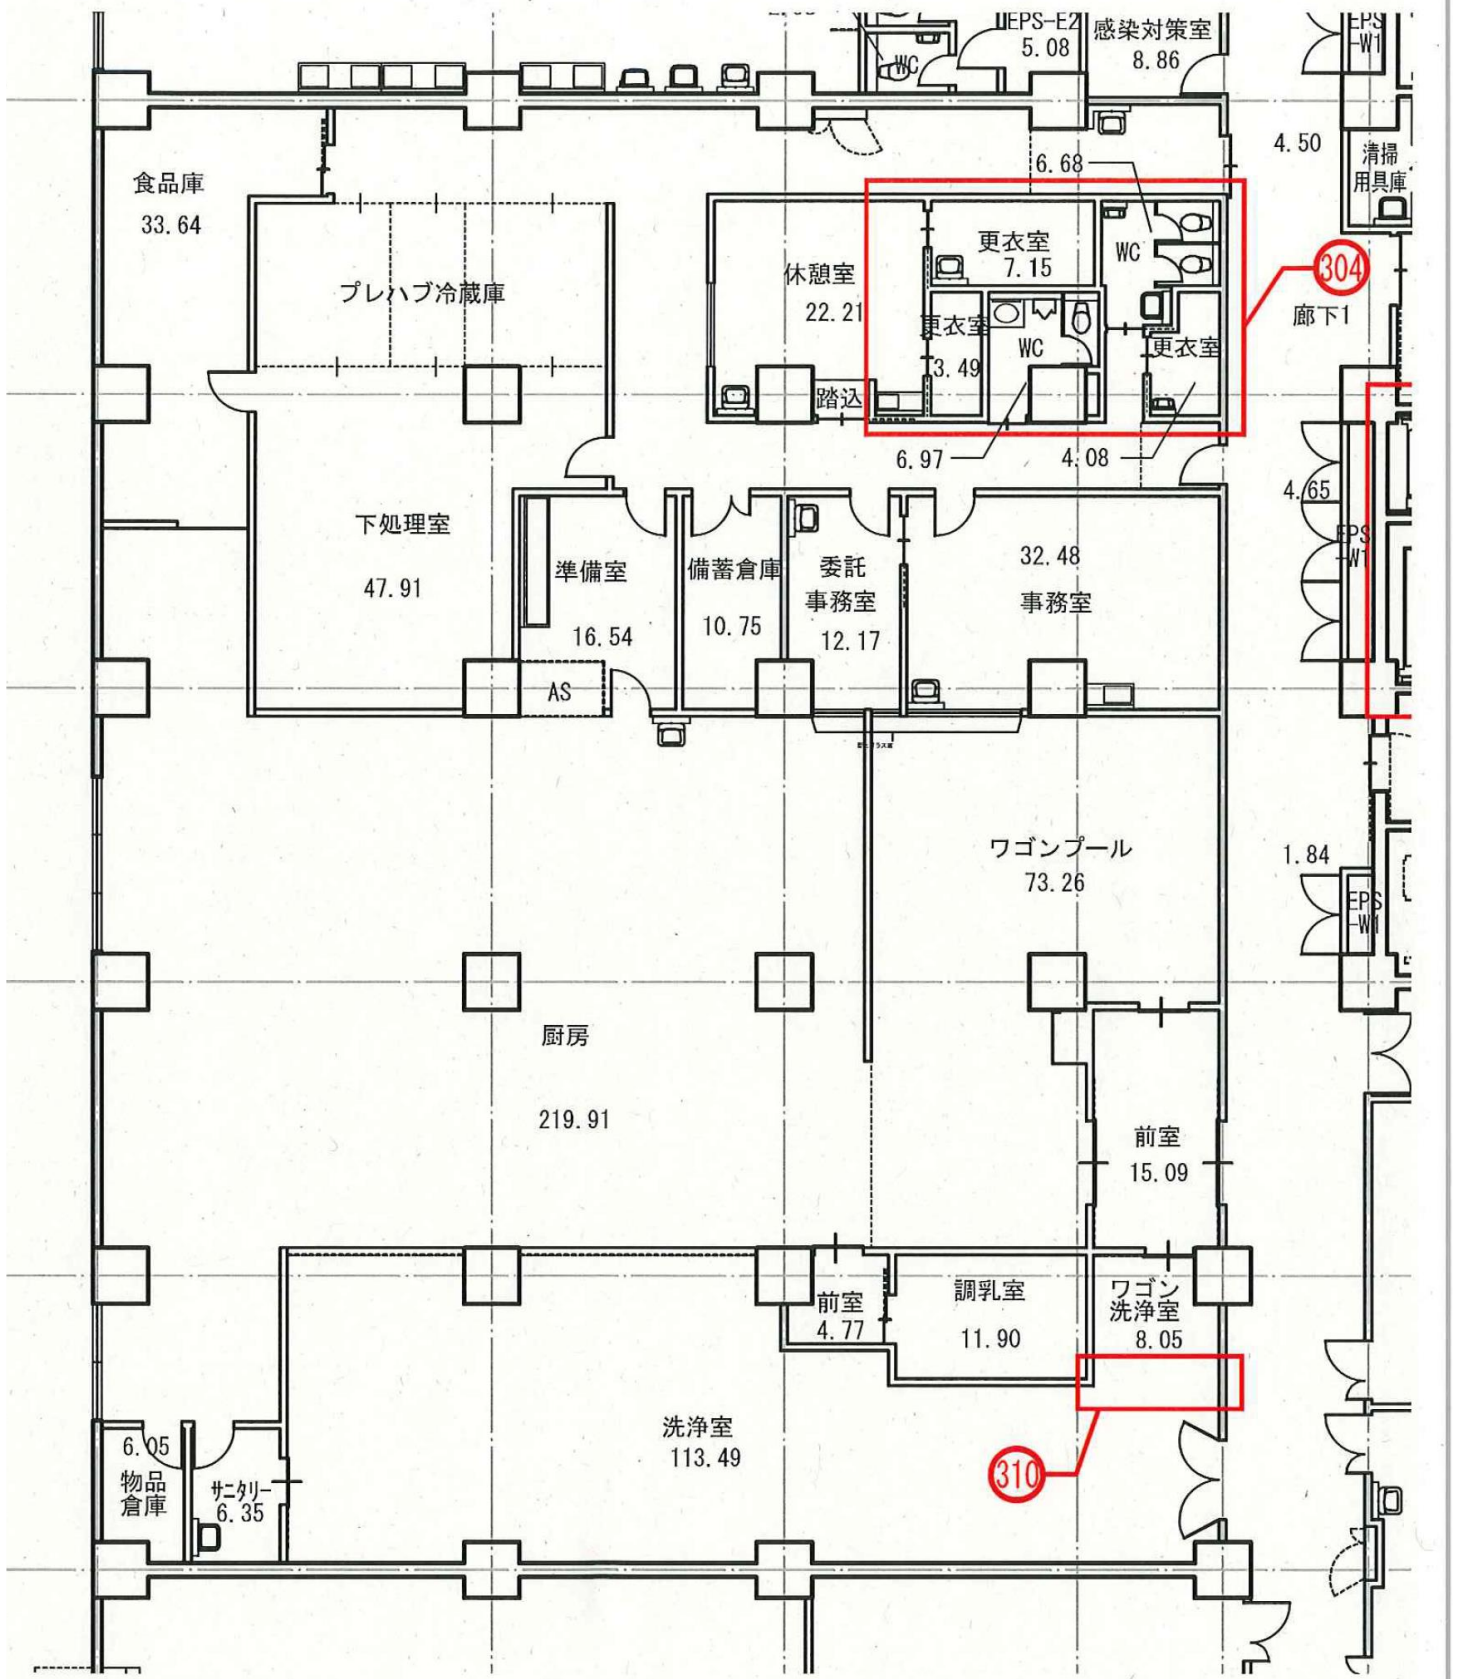 EPS-E2
5.08
感染対策室
8.86
EPS
-W1
WC
4.50
清掃
用具庫
6.68
食品庫
33.64
更衣室
7.15
WC
304
休憩室
22.21
プレハブ冷蔵庫
廊下1
更衣室
3.49
WC
更衣室
踏込
6.97
4.08
4.65
EPS
-W1
下処理室
47.91
準備室
16.54
備蓄倉庫
10.75
委託
事務室
12.17
32.48
事務室
AS
ワゴンプール
73.26
1.84
EPS
-W1
厨房
219.91
前室
15.09
前室
4.77
調乳室
11.90
ワゴン
洗浄室
8.05
洗浄室
113.49
310
6.05
物品
倉庫
サニタリー
6.35